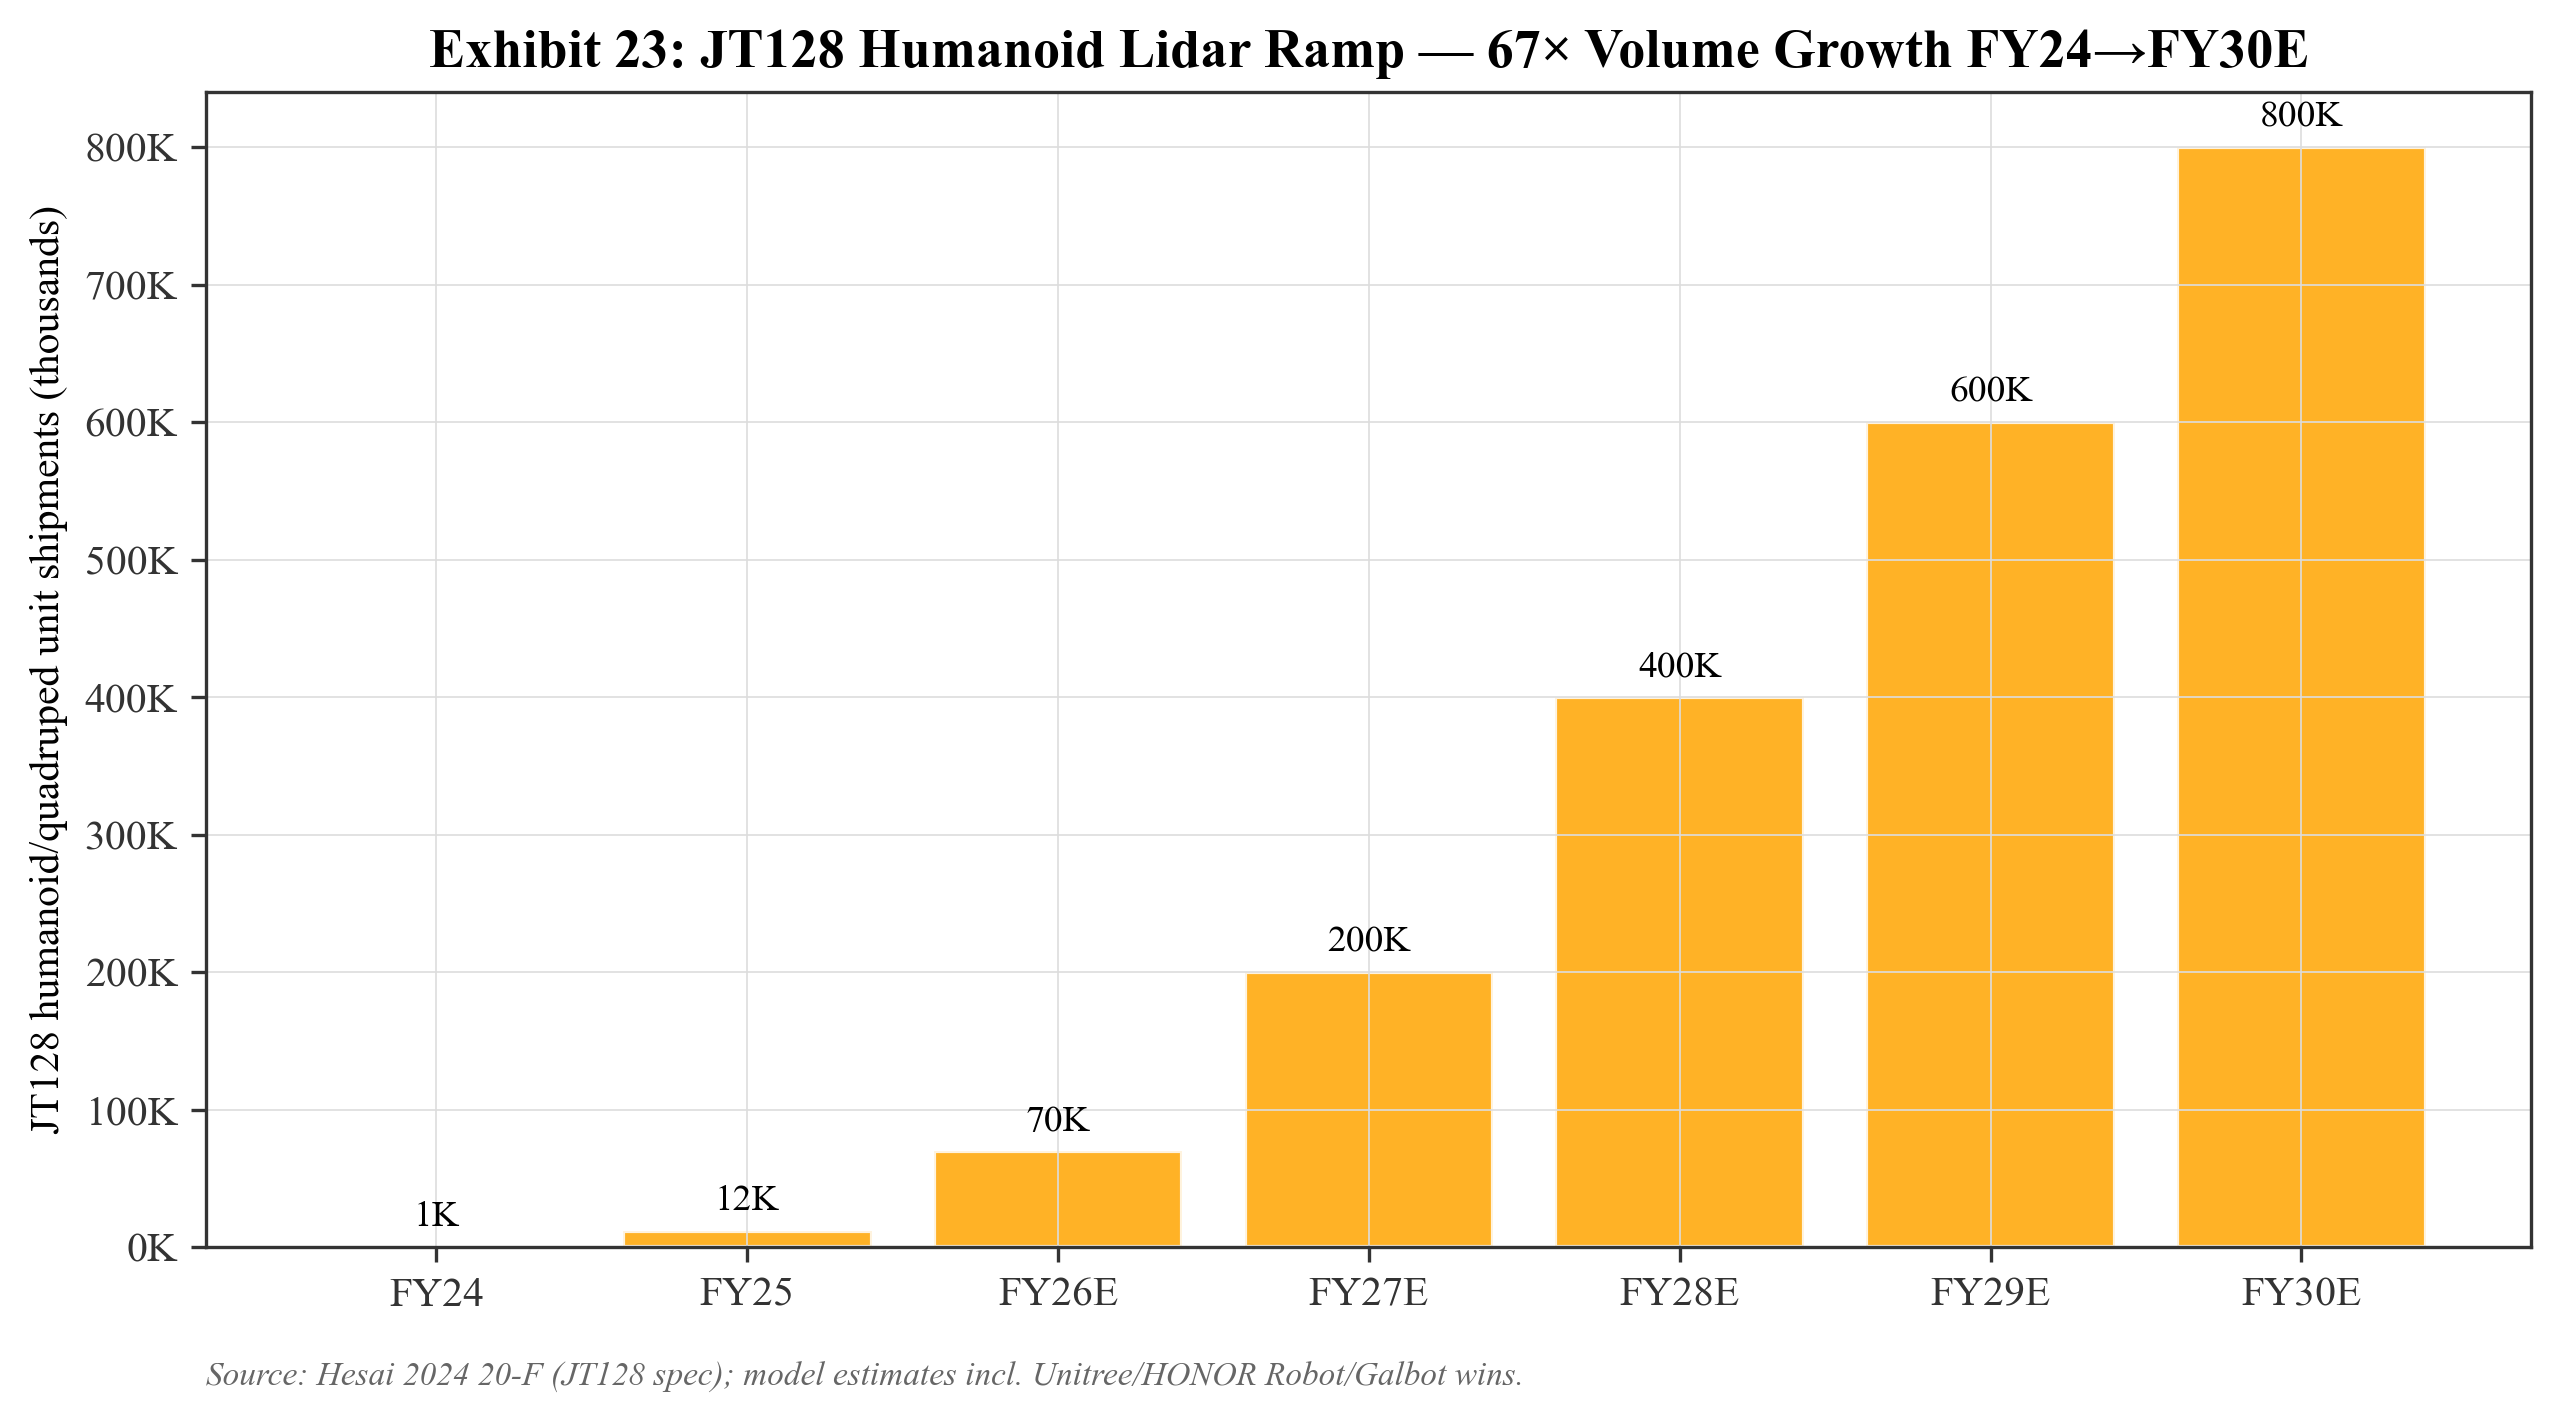 Exhibit 23: JT128 Humanoid Lidar Ramp — 67× Volume Growth FY24→FY30E
JT128 humanoid/quadruped unit shipments (thousands)
800K
700K
600K
500K
400K
300K
200K
100K
0K
1K
12K
70K
200K
400K
600K
800K
FY24
FY25
FY26E
FY27E
FY28E
FY29E
FY30E
Source: Hesai 2024 20-F (JT128 spec); model estimates incl. Unitree/HONOR Robot/Galbot wins.